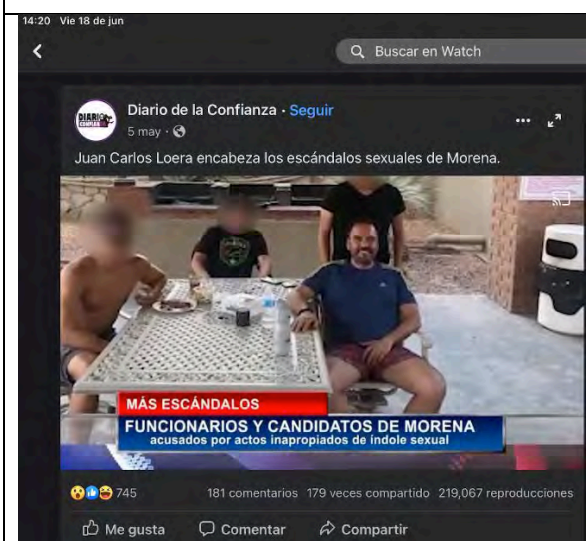 14:20 Vie 18 de jun
Buscar en Watch
DIARIO
Diario de la Confianza · Seguir
5 may ·
Juan Carlos Loera encabeza los escándalos sexuales de Morena.
MÁS ESCÁNDALOS
FUNCIONARIOS Y CANDIDATOS DE MORENA
acusados por actos inapropiados de índole sexual
745 181 comentarios 179 veces compartido 219,067 reproducciones
Me gusta Comentar Compartir